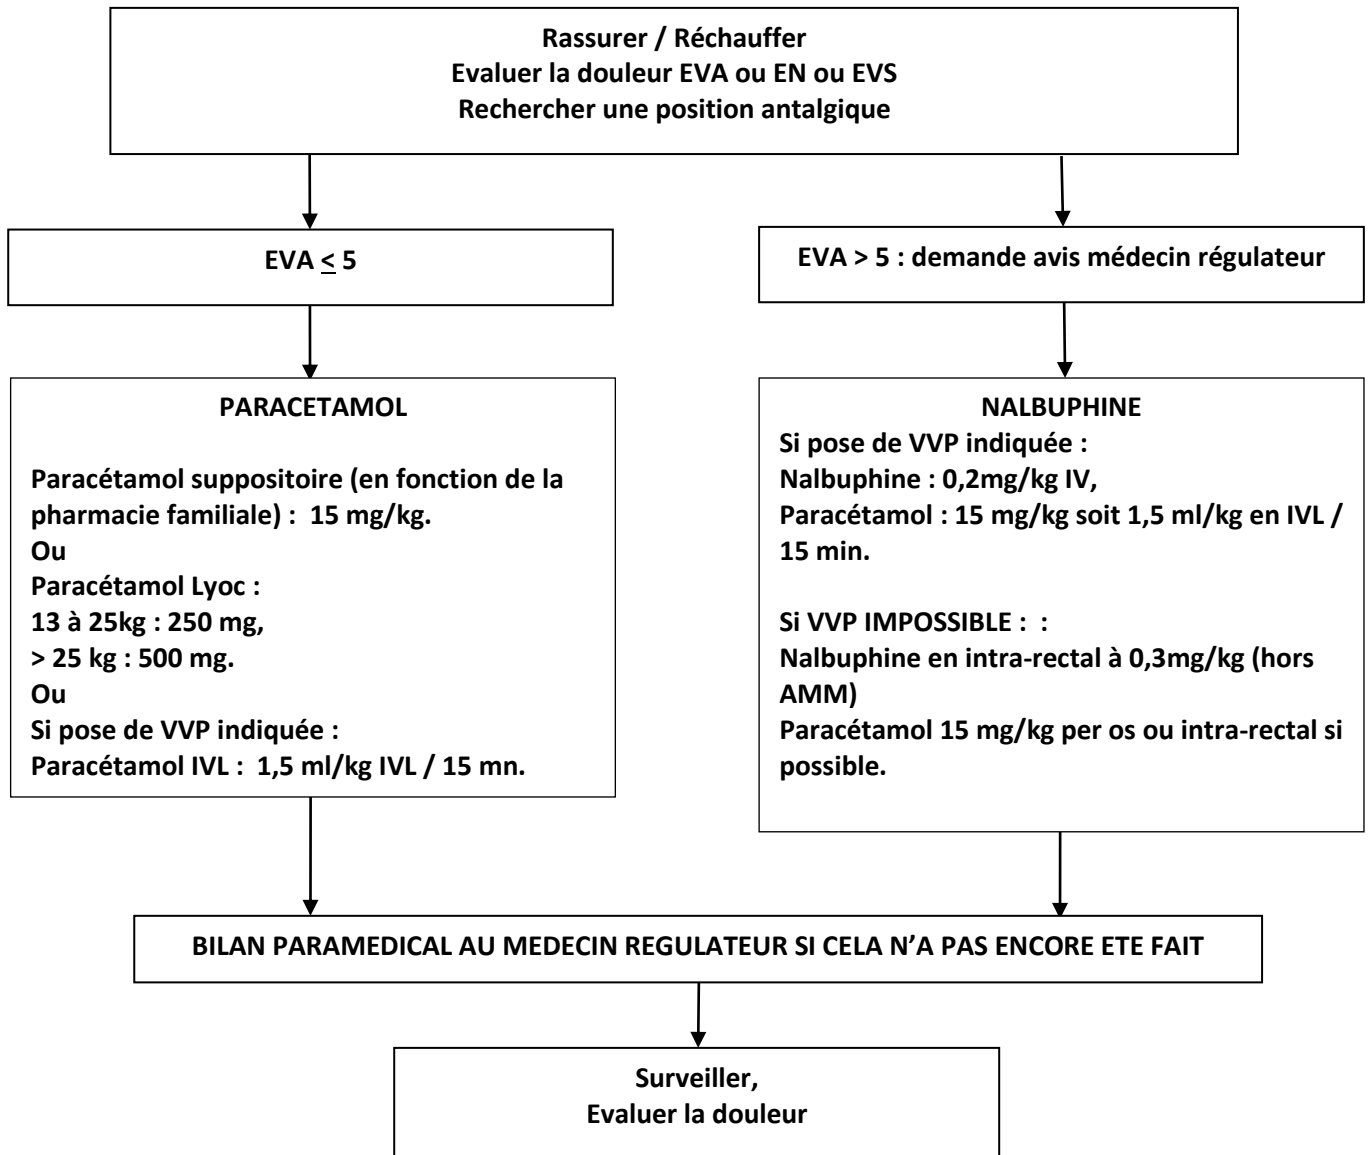 Rassurer / Réchauffer
Evaluer la douleur EVA ou EN ou EVS
Rechercher une position antalgique
EVA ≤ 5
EVA > 5 : demande avis médecin régulateur
PARACETAMOL
Paracétamol suppositoire (en fonction de la
pharmacie familiale) : 15 mg/kg.
Ou
Paracétamol Lyoc :
13 à 25kg : 250 mg,
> 25 kg : 500 mg.
Ou
Si pose de VVP indiquée :
Paracétamol IVL : 1,5 ml/kg IVL / 15 mn.
NALBUPHINE
Si pose de VVP indiquée :
Nalbuphine : 0,2mg/kg IV,
Paracétamol : 15 mg/kg soit 1,5 ml/kg en IVL /
15 min.
Si VVP IMPOSSIBLE : :
Nalbuphine en intra-rectal à 0,3mg/kg (hors
AMM)
Paracétamol 15 mg/kg per os ou intra-rectal si
possible.
BILAN PARAMEDICAL AU MEDECIN REGULATEUR SI CELA N’A PAS ENCORE ETE FAIT
Surveiller,
Evaluer la douleur